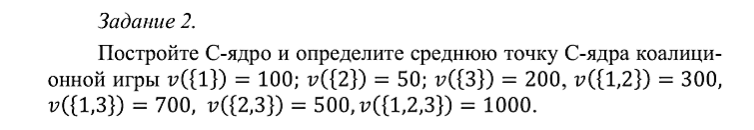 Задание 2.
Постройте С-ядро и определите среднюю точку С-ядра коалици-
онной игры 𝑣({1}) = 100; 𝑣({2}) = 50; 𝑣({3}) = 200, 𝑣({1,2}) = 300,
𝑣({1,3}) = 700, 𝑣({2,3}) = 500, 𝑣({1,2,3}) = 1000.